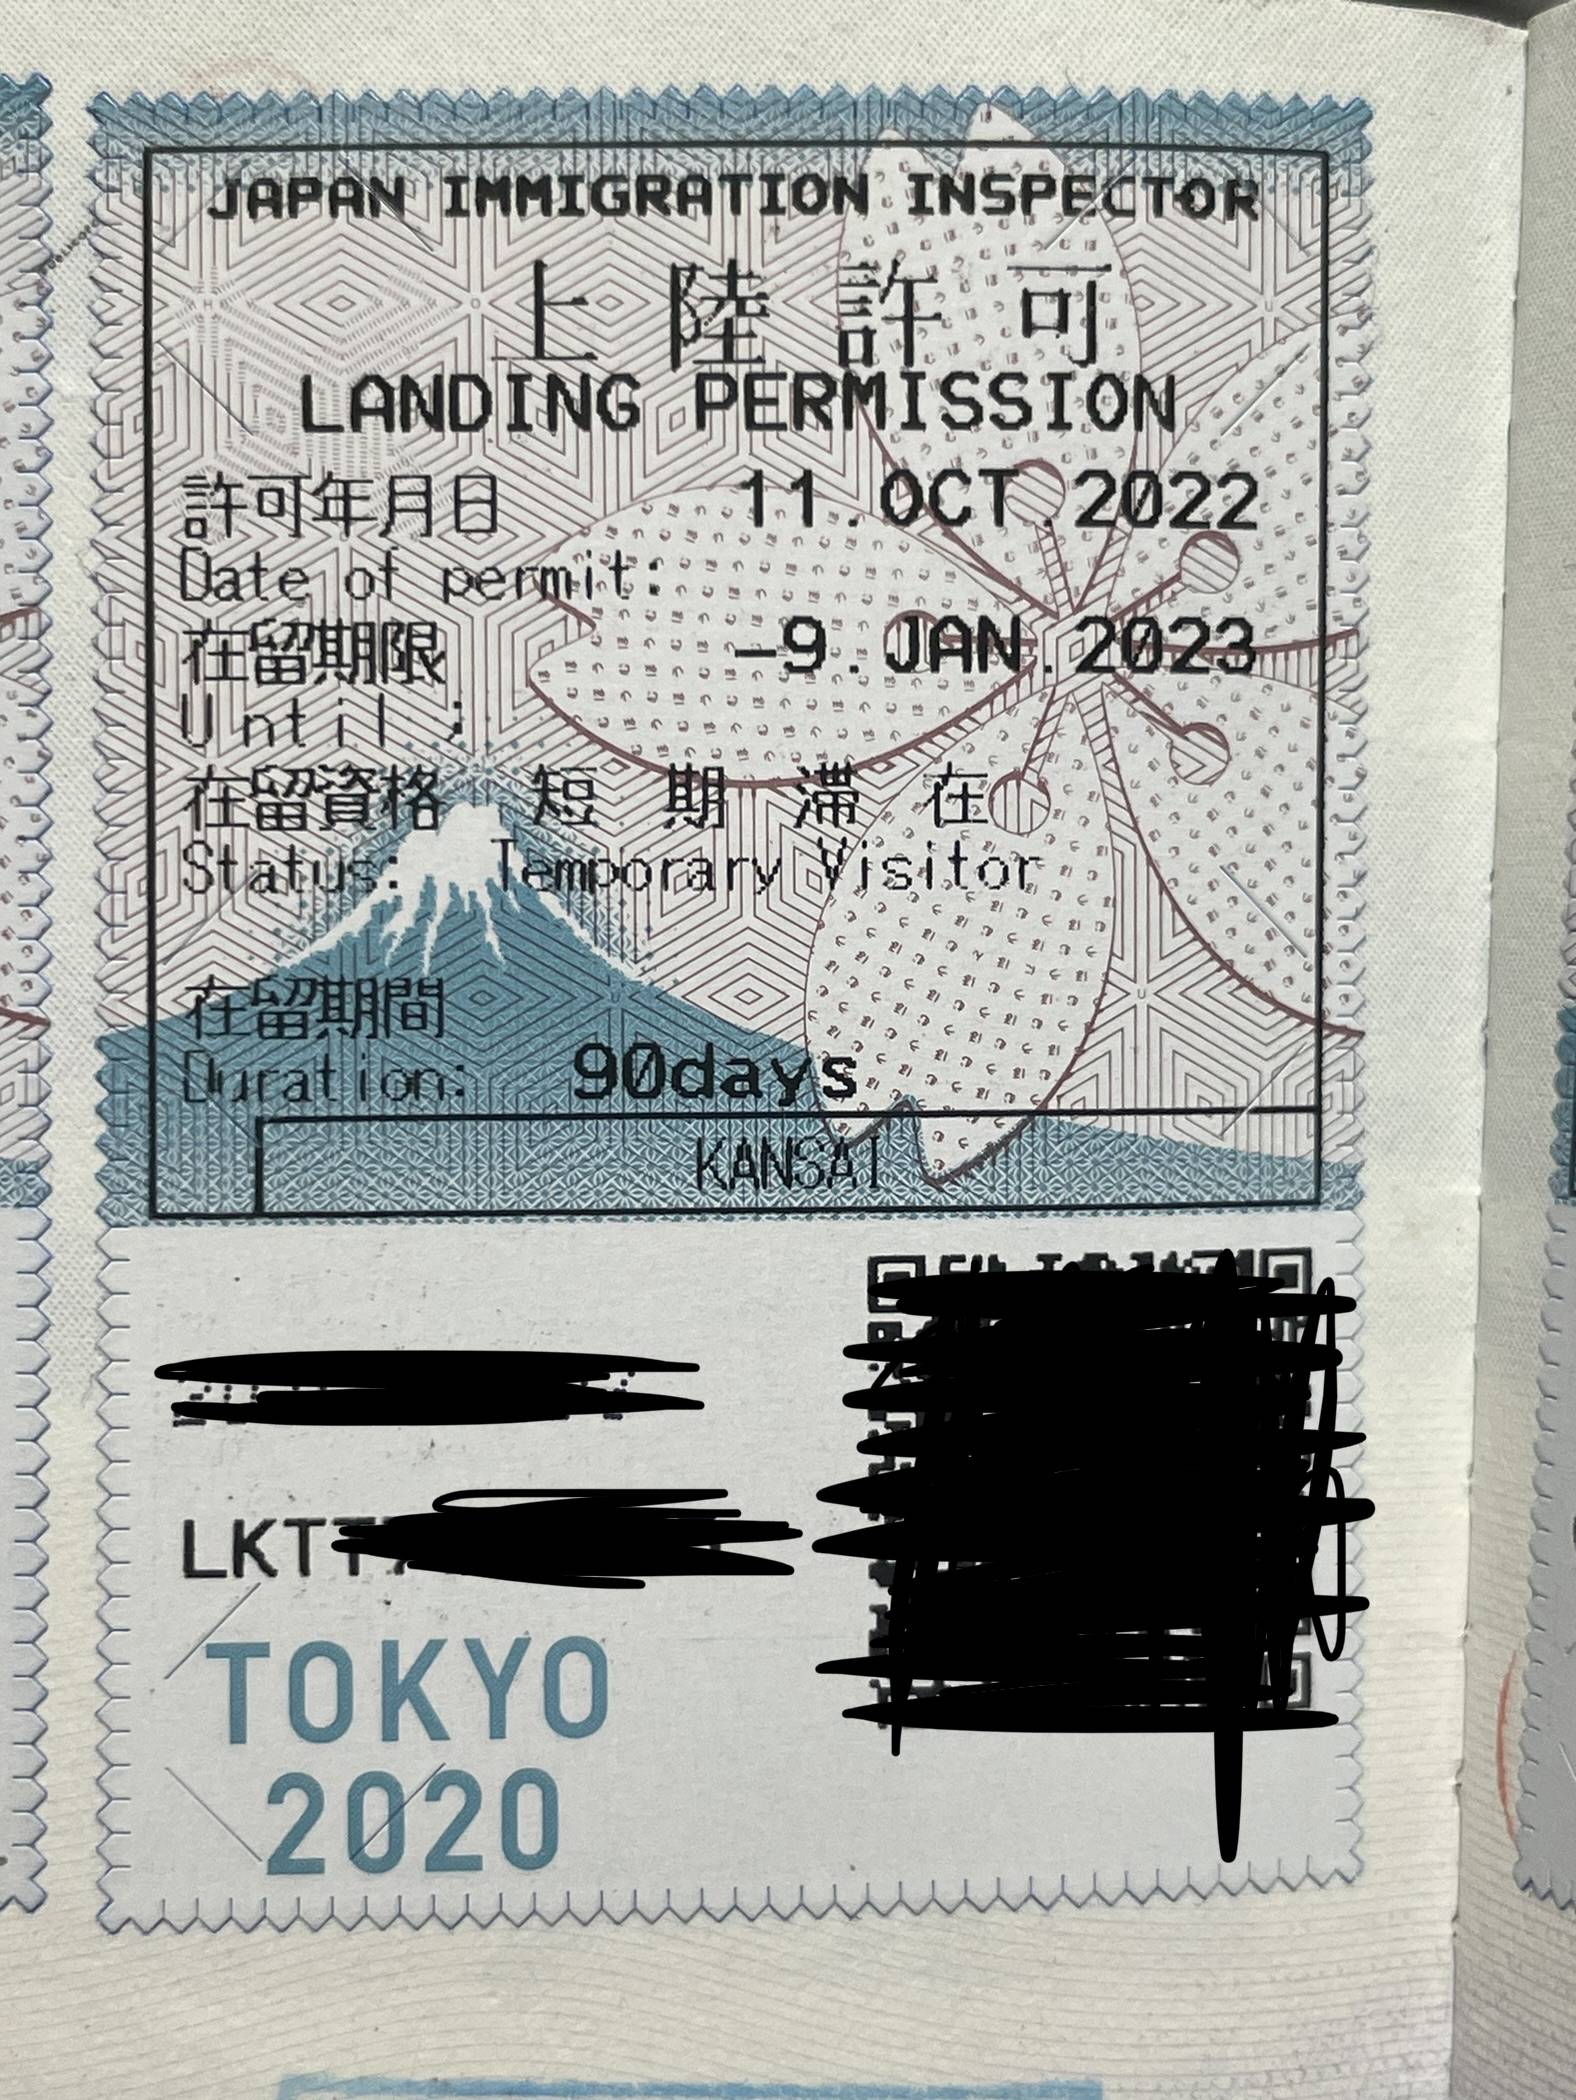 JAPAN IMMIGRATION INSPECTOR
上陸許可
LANDING PERMISSION
許可年月日 11.OCT.2022
Date of permit:
在留期限 -9.JAN.2023
Until :
在留資格 短期滞在
Status: Temporary Visitor
在留期間
Duration: 90days
KANSAI
LKTT
TOKYO
2020